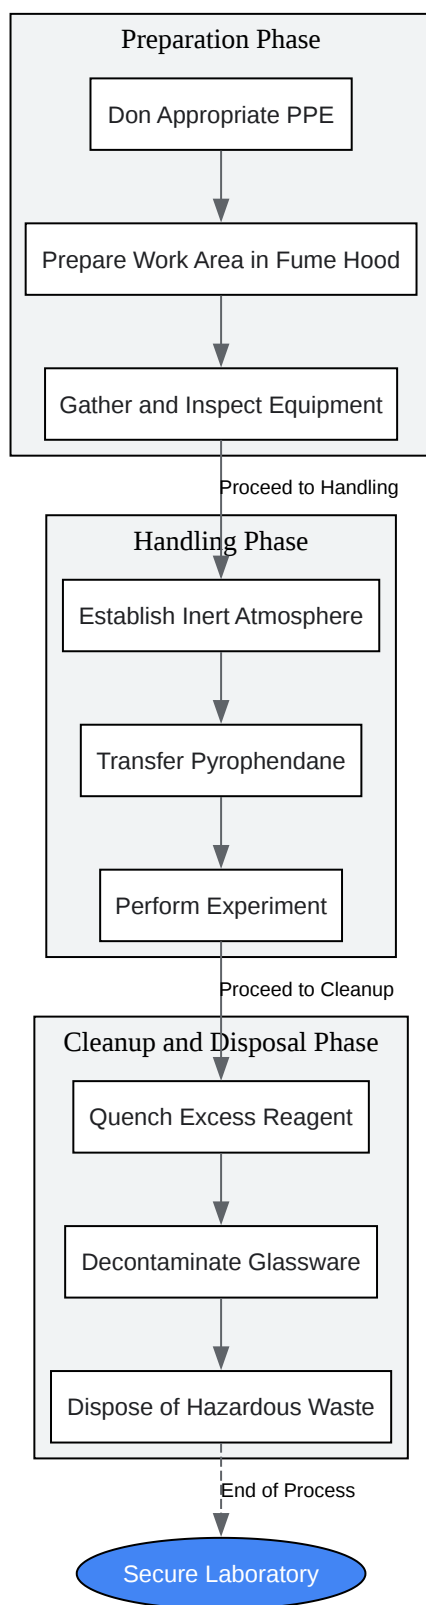 Preparation Phase
Don Appropriate PPE
Prepare Work Area in Fume Hood
Gather and Inspect Equipment
Proceed to Handling
Handling Phase
Establish Inert Atmosphere
Transfer Pyrophendane
Perform Experiment
Proceed to Cleanup
Cleanup and Disposal Phase
Quench Excess Reagent
Decontaminate Glassware
Dispose of Hazardous Waste
End of Process
Secure Laboratory